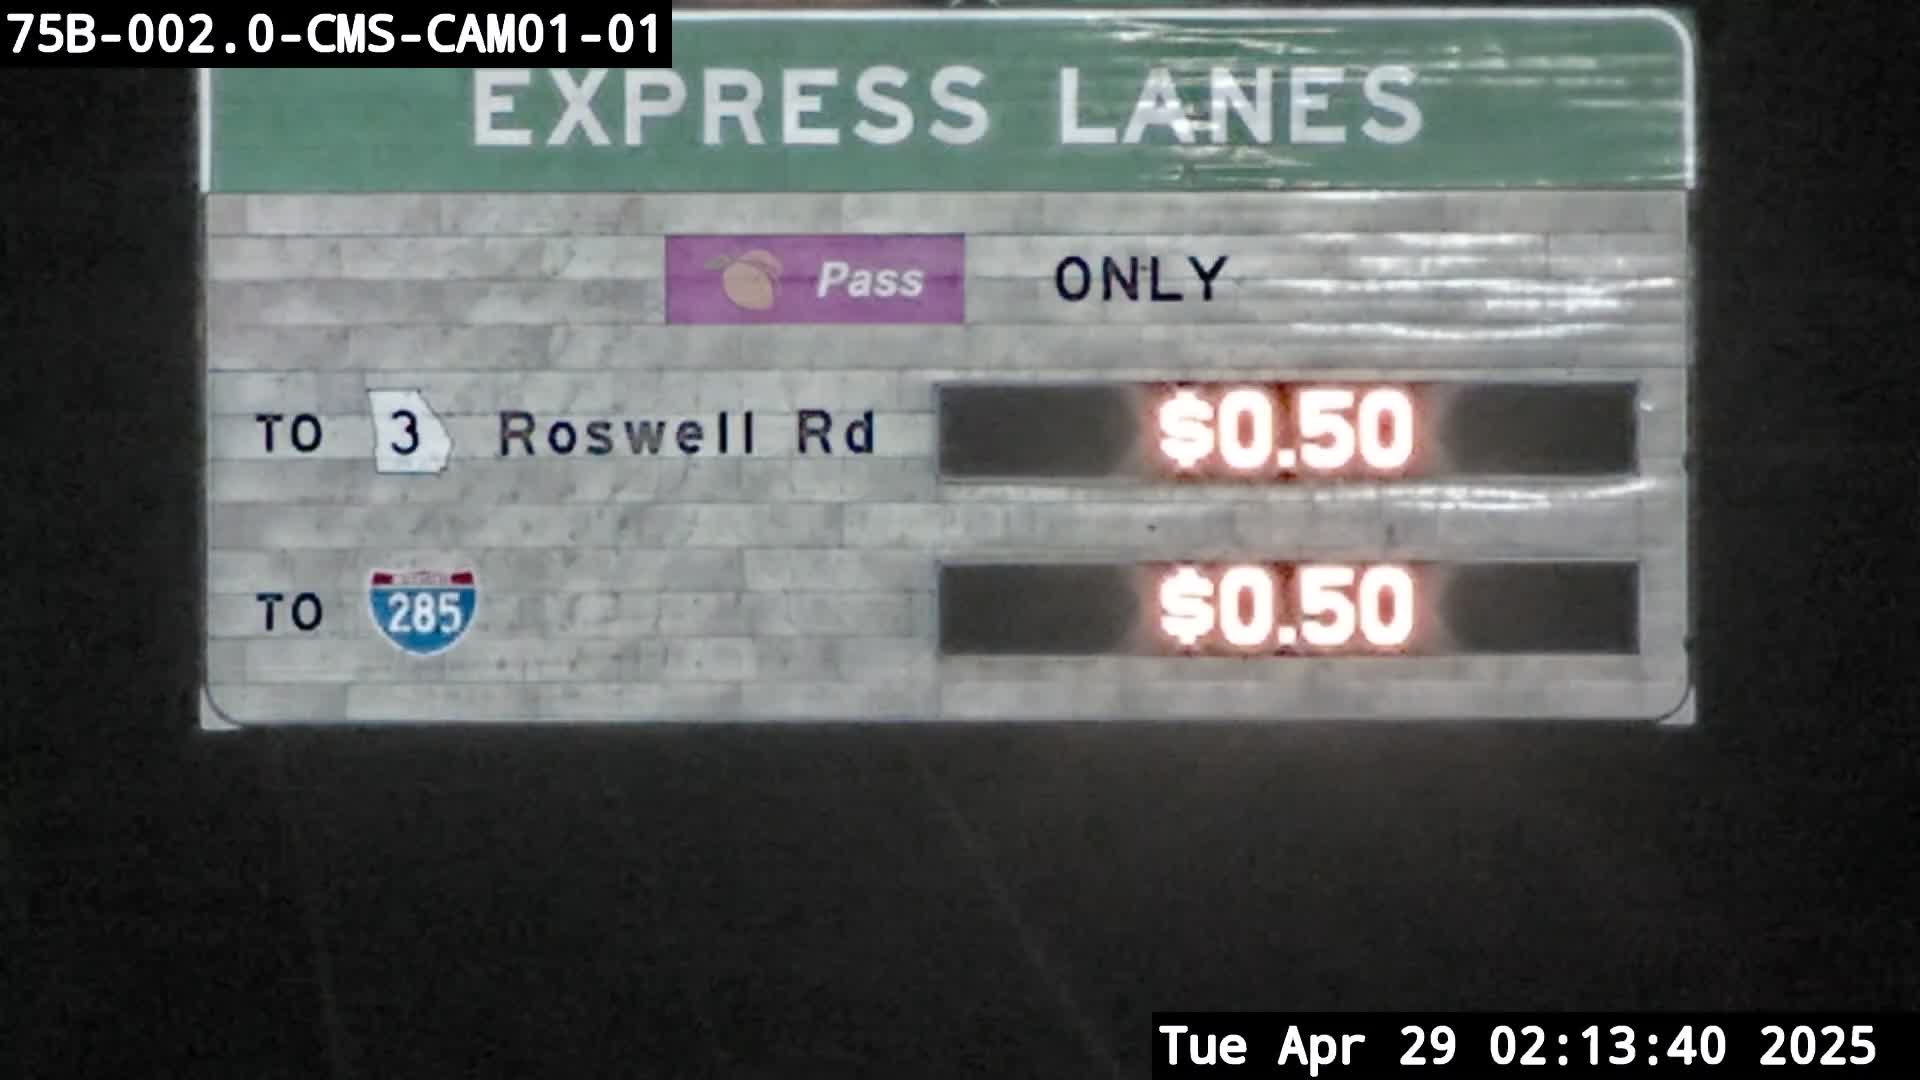 75B-002.0-CMS-CAM01-01
EXPRESS LANES
Pass ONLY
TO 3 Roswell Rd $0.50
TO 285 $0.50
Tue Apr 29 02:13:40 2025